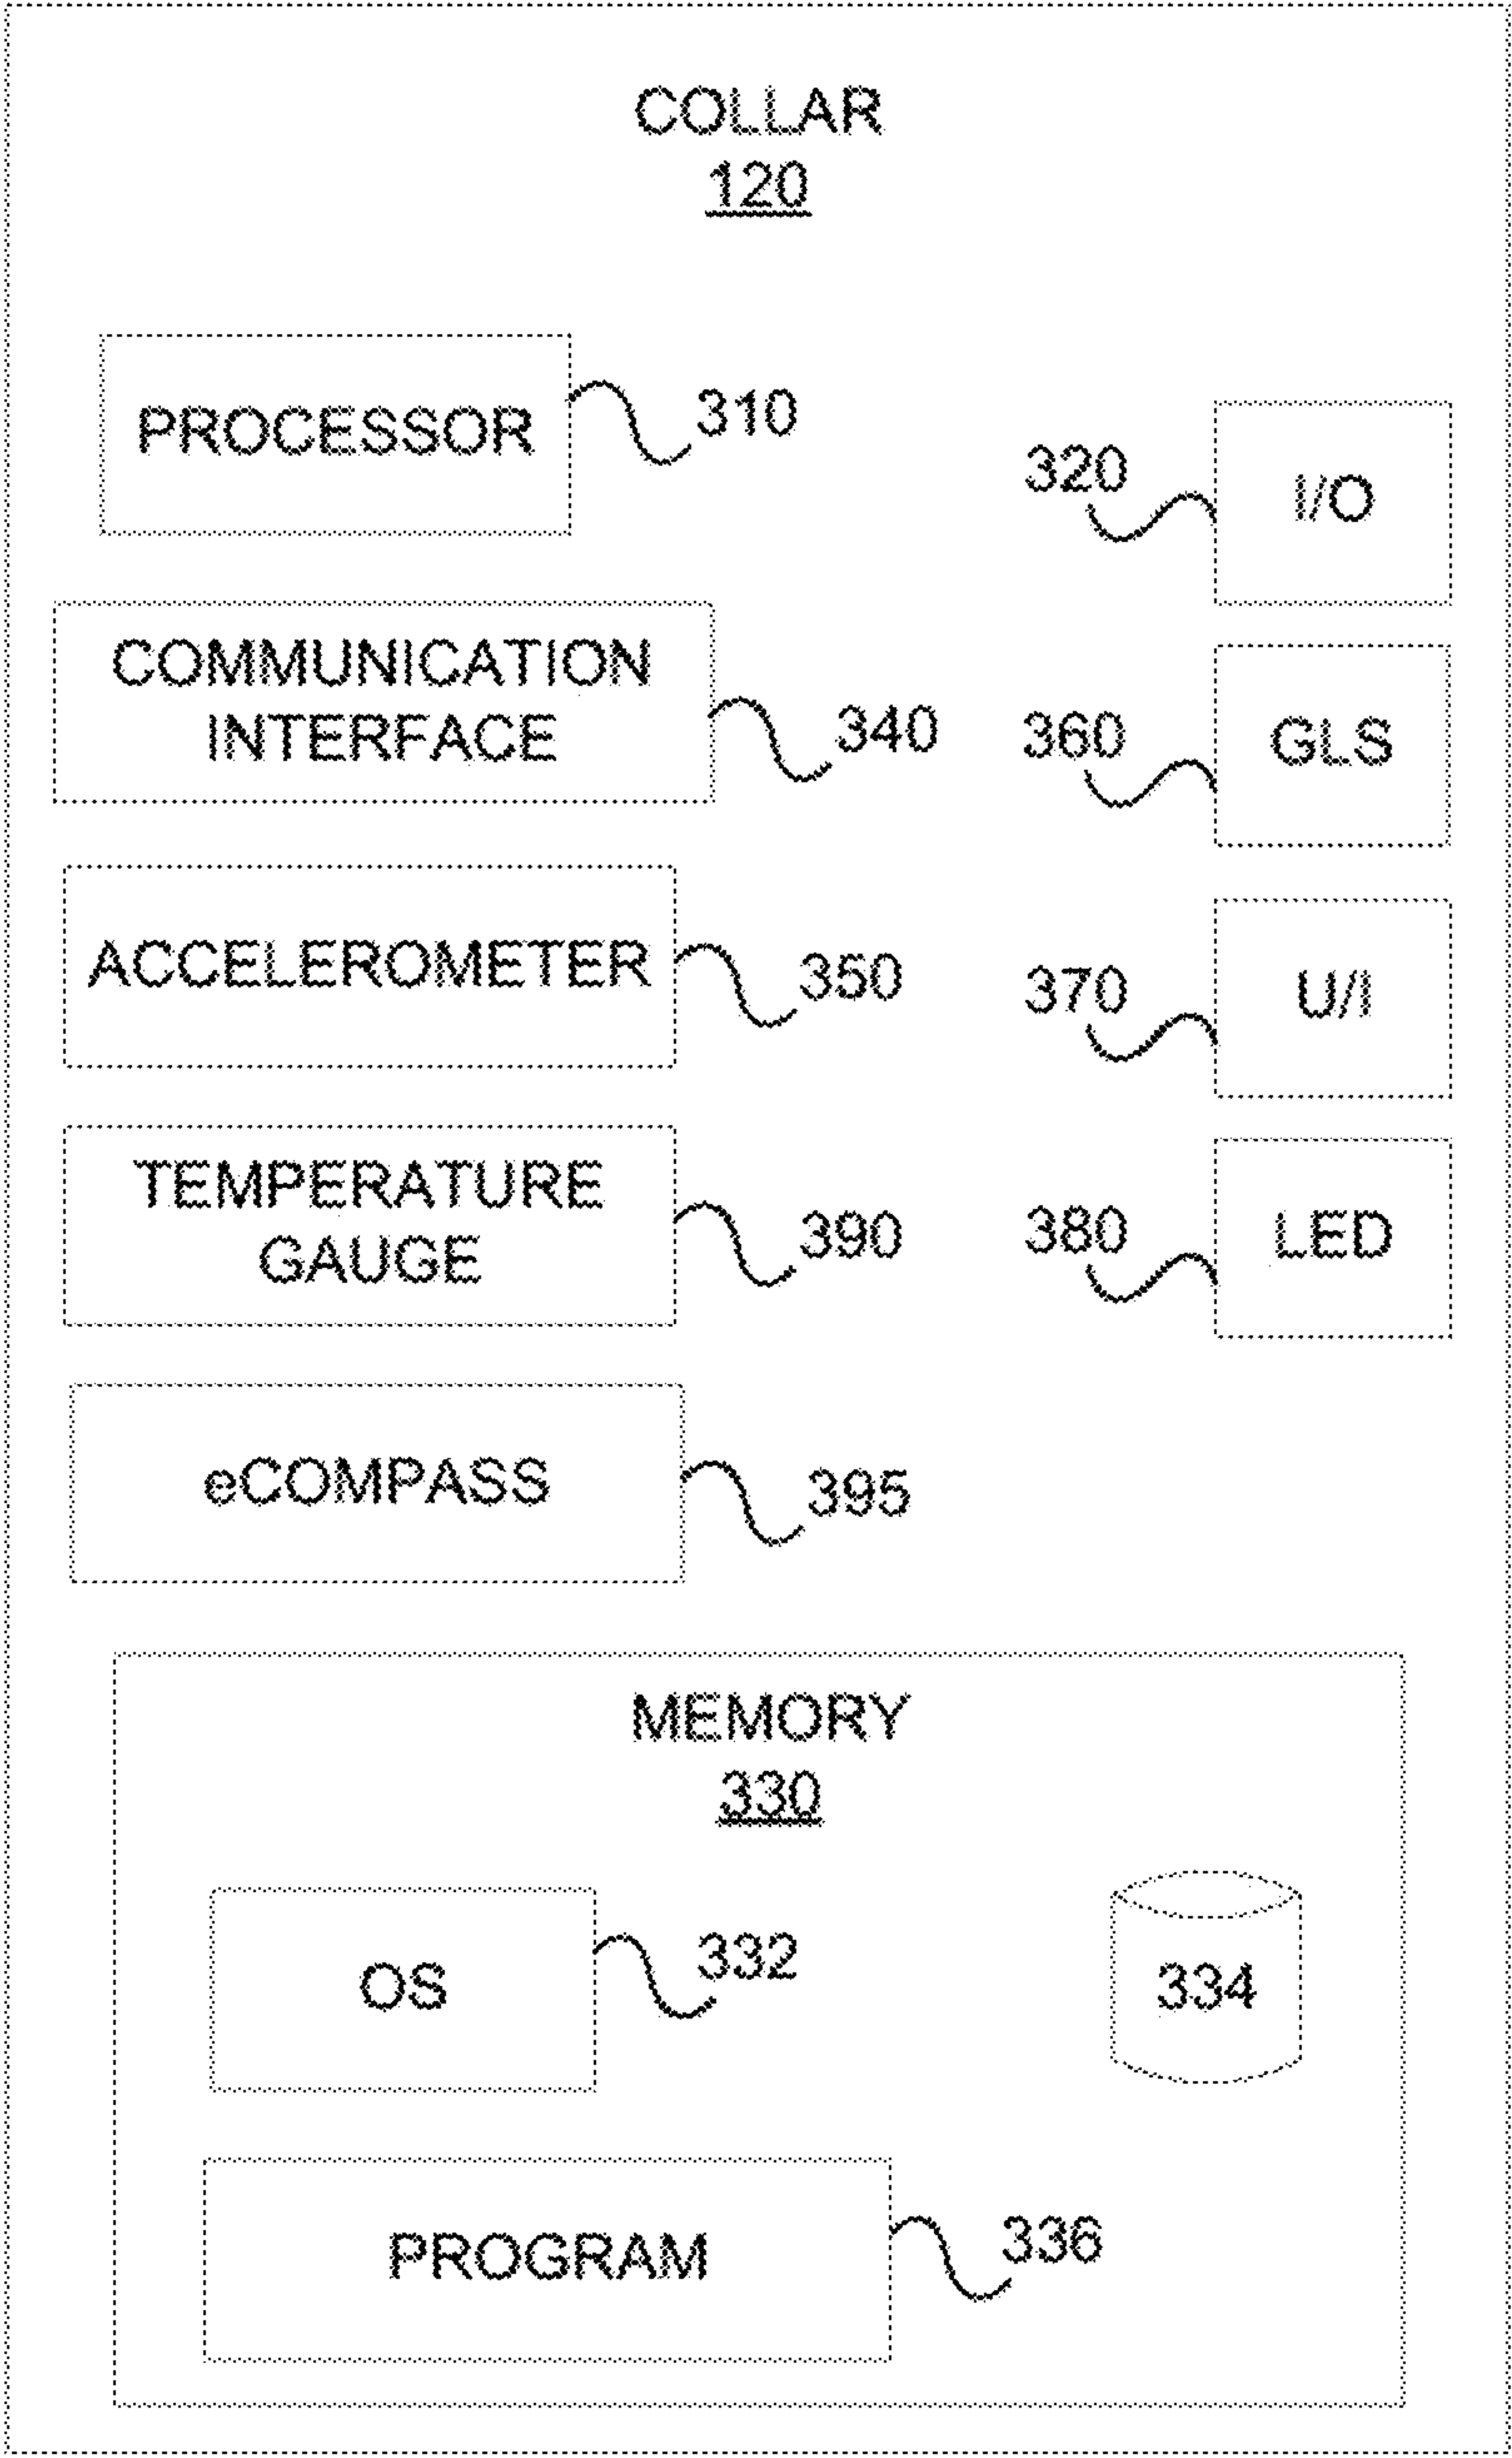 COLLAR
120
PROCESSOR
310
320
I/O
COMMUNICATION
INTERFACE
340
360
GLS
ACCELEROMETER
350
370
U/I
TEMPERATURE
GAUGE
390
380
LED
eCOMPASS
395
MEMORY
330
OS
332
334
PROGRAM
336